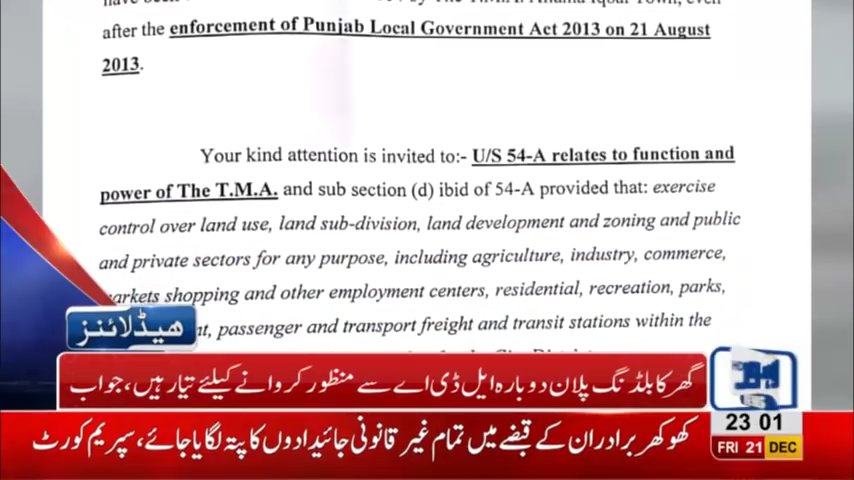 after the enforcement of Punjab Local Government Act 2013 on 21 August
2013.
Your kind attention is invited to:- U/S 54-A relates to function and
power of The T.M.A. and sub section (d) ibid of 54-A provided that: exercise
control over land use, land sub-division, land development and zoning and public
and private sectors for any purpose, including agriculture, industry, commerce,
markets shopping and other employment centers, residential, recreation, parks,
passenger and transport freight and transit stations within the
ہیڈلائنز
گھر کا بلڈنگ پلان دوبارہ ایل ڈی اے سے منظور کروانے کیلئے تیار ہیں، جواب
23 01
کھوکھر برادران کے قبضے میں تمام غیر قانونی جائیدادوں کا پتہ لگایا جائے، سپریم کورٹ
FRI 21 DEC